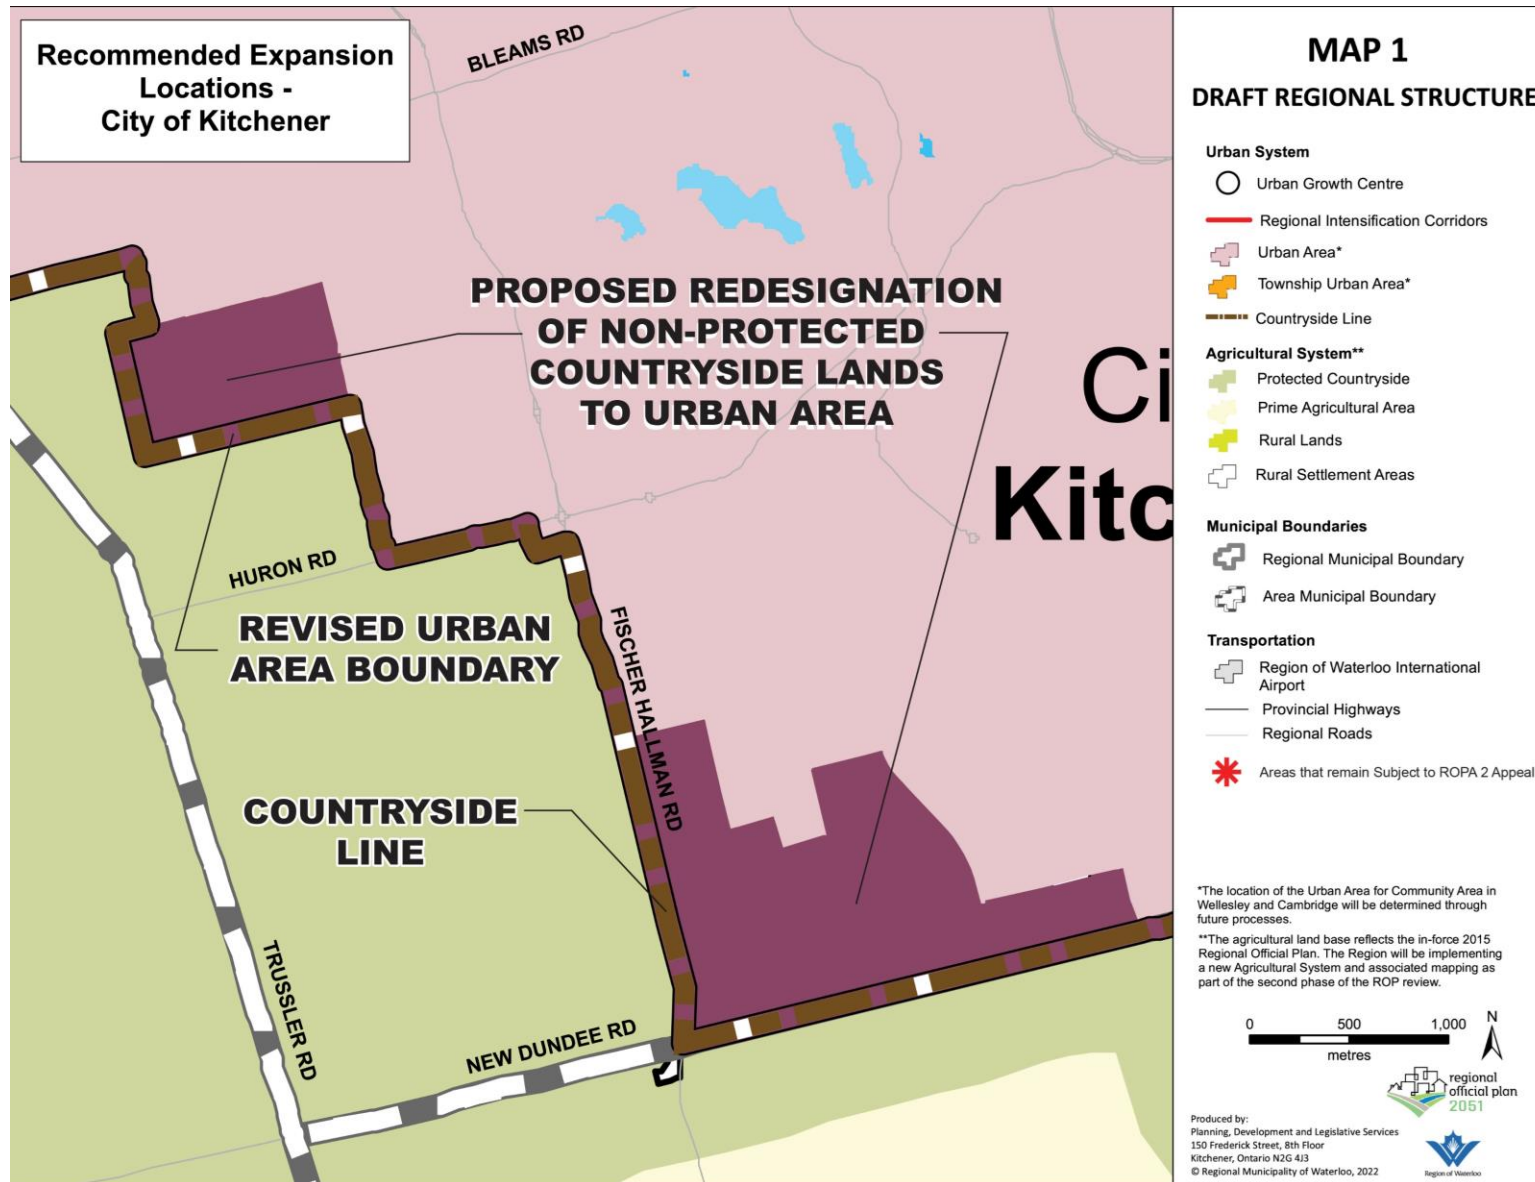 Recommended Expansion
Locations -
City of Kitchener
BLEAMS RD
PROPOSED REDESIGNATION
OF NON-PROTECTED
COUNTRYSIDE LANDS
TO URBAN AREA
Ci
Kitc
HURON RD
REVISED URBAN
AREA BOUNDARY
FISCHER HALLMAN RD
COUNTRYSIDE
LINE
TRUSSLER RD
NEW DUNDEE RD
MAP 1
DRAFT REGIONAL STRUCTURE
Urban System
Urban Growth Centre
Regional Intensification Corridors
Urban Area*
Township Urban Area*
Countryside Line
Agricultural System**
Protected Countryside
Prime Agricultural Area
Rural Lands
Rural Settlement Areas
Municipal Boundaries
Regional Municipal Boundary
Area Municipal Boundary
Transportation
Region of Waterloo International
Airport
Provincial Highways
Regional Roads
Areas that remain Subject to ROPA 2 Appeal
*The location of the Urban Area for Community Area in
Wellesley and Cambridge will be determined through
future processes.
**The agricultural land base reflects the in-force 2015
Regional Official Plan. The Region will be implementing
a new Agricultural System and associated mapping as
part of the second phase of the ROP review.
0 500 1,000
metres
N
regional
official plan
2051
Produced by:
Planning, Development and Legislative Services
150 Frederick Street, 8th Floor
Kitchener, Ontario N2G 4J3
© Regional Municipality of Waterloo, 2022
Region of Waterloo